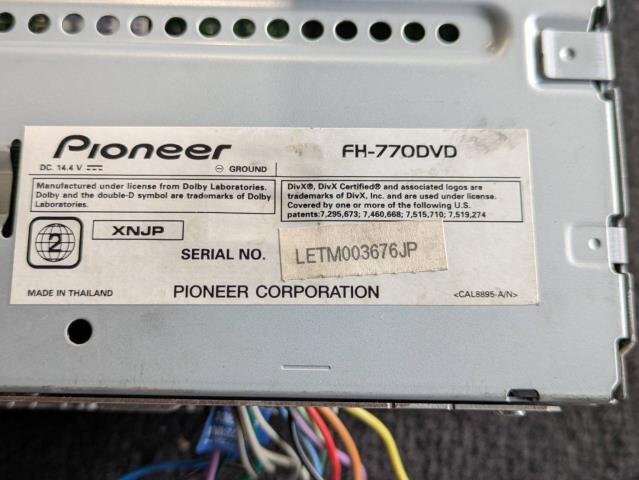 Pioneer
FH-770DVD
DC. 14.4 V
⊖ GROUND
Manufactured under license from Dolby Laboratories.
Dolby and the double-D symbol are trademarks of Dolby
Laboratories.
DivX®, DivX Certified® and associated logos are
trademarks of DivX, Inc. and are used under license.
Covered by one or more of the following U.S.
patents:7,295,673; 7,460,668; 7,515,710; 7,519,274
2
XNJP
SERIAL NO.
LETM003676JP
MADE IN THAILAND
PIONEER CORPORATION
<CAL8895-A/N>